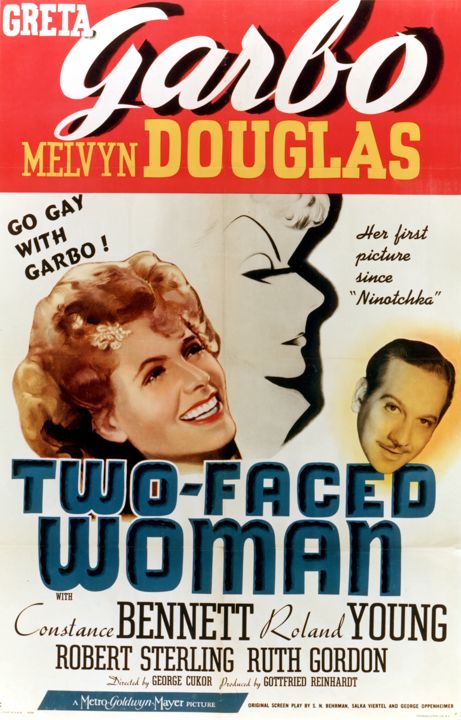 GRETA
Garbo
MELVYN DOUGLAS
GO GAY
WITH
GARBO!
Her first
picture
since
"Ninotchka"
TWO-FACED
WOMAN
WITH
Constance BENNETT Roland YOUNG
ROBERT STERLING RUTH GORDON
Directed by GEORGE CUKOR Produced by GOTTFRIED REINHARDT
A Metro-Goldwyn-Mayer PICTURE
ORIGINAL SCREEN PLAY BY S. N. BEHRMAN, SALKA VIERTEL AND GEORGE OPPENHEIMER